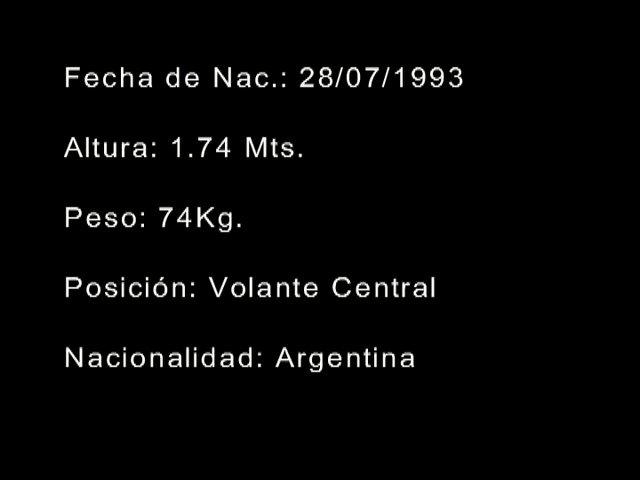 Fecha de Nac.: 28/07/1993
Altura: 1.74 Mts.
Peso: 74Kg.
Posición: Volante Central
Nacionalidad: Argentina